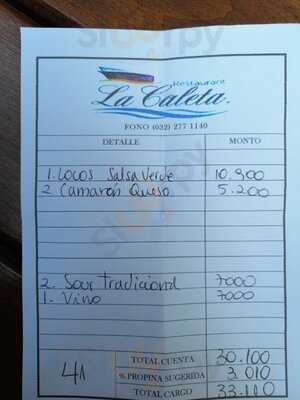 Restaurant
La Caleta.
FONO (032) 277 1140
DETALLE MONTO
1. Locos Salsa Verde 10.900
2 Camarón Queso 5.200
2. Sour tradicional 7000
1. Vino 7000
41 TOTAL CUENTA 30.100
% PROPINA SUGERIDA 3.010
TOTAL CARGO 33.110